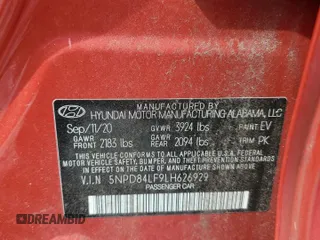 MANUFACTURED BY
HYUNDAI MOTOR MANUFACTURING ALABAMA, LLC
Sep/11/20 GVWR 3924 lbs PAINT EV
GAWR FRONT 2183 lbs GAWR REAR 2094 lbs TRIM PK
THIS VEHICLE CONFORMS TO ALL APPLICABLE FEDERAL MOTOR VEHICLE
SAFETY, BUMPER, AND THEFT PREVENTION STANDARDS IN EFFECT ON
THE DATE OF MANUFACTURE SHOWN ABOVE.
V.I.N 5NPD84LF9LH626929
PASSENGER CAR
DREAMBID